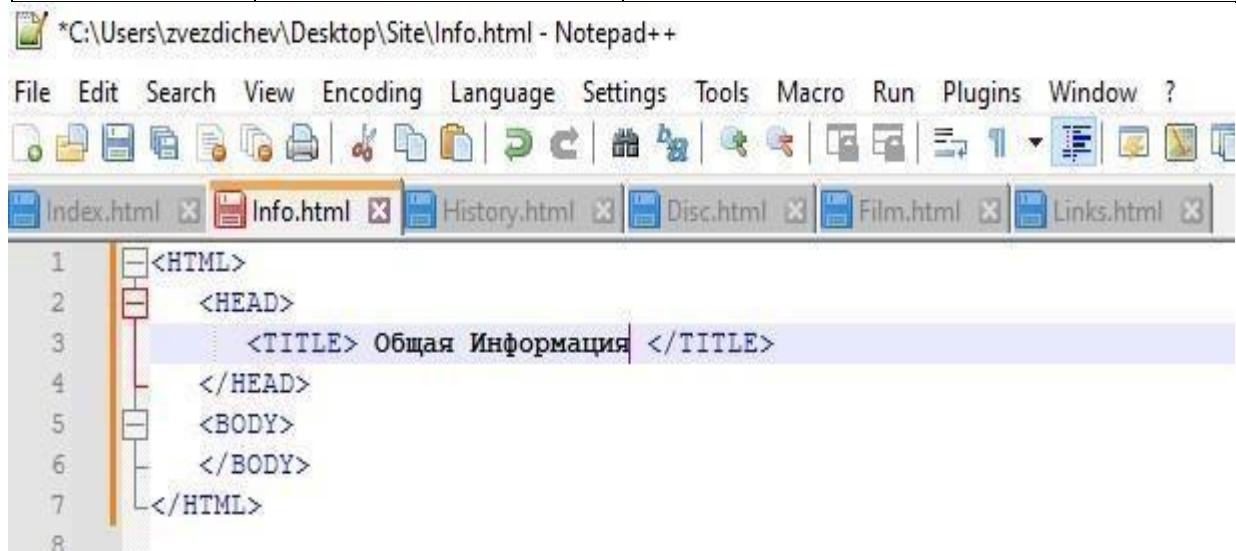 *C:\Users\zvezdichev\Desktop\Site\Info.html - Notepad++
File Edit Search View Encoding Language Settings Tools Macro Run Plugins Window ?
Index.html Info.html History.html Disc.html Film.html Links.html
1 <HTML>
2 <HEAD>
3 <TITLE> Общая Информация </TITLE>
4 </HEAD>
5 <BODY>
6 </BODY>
7 </HTML>
8